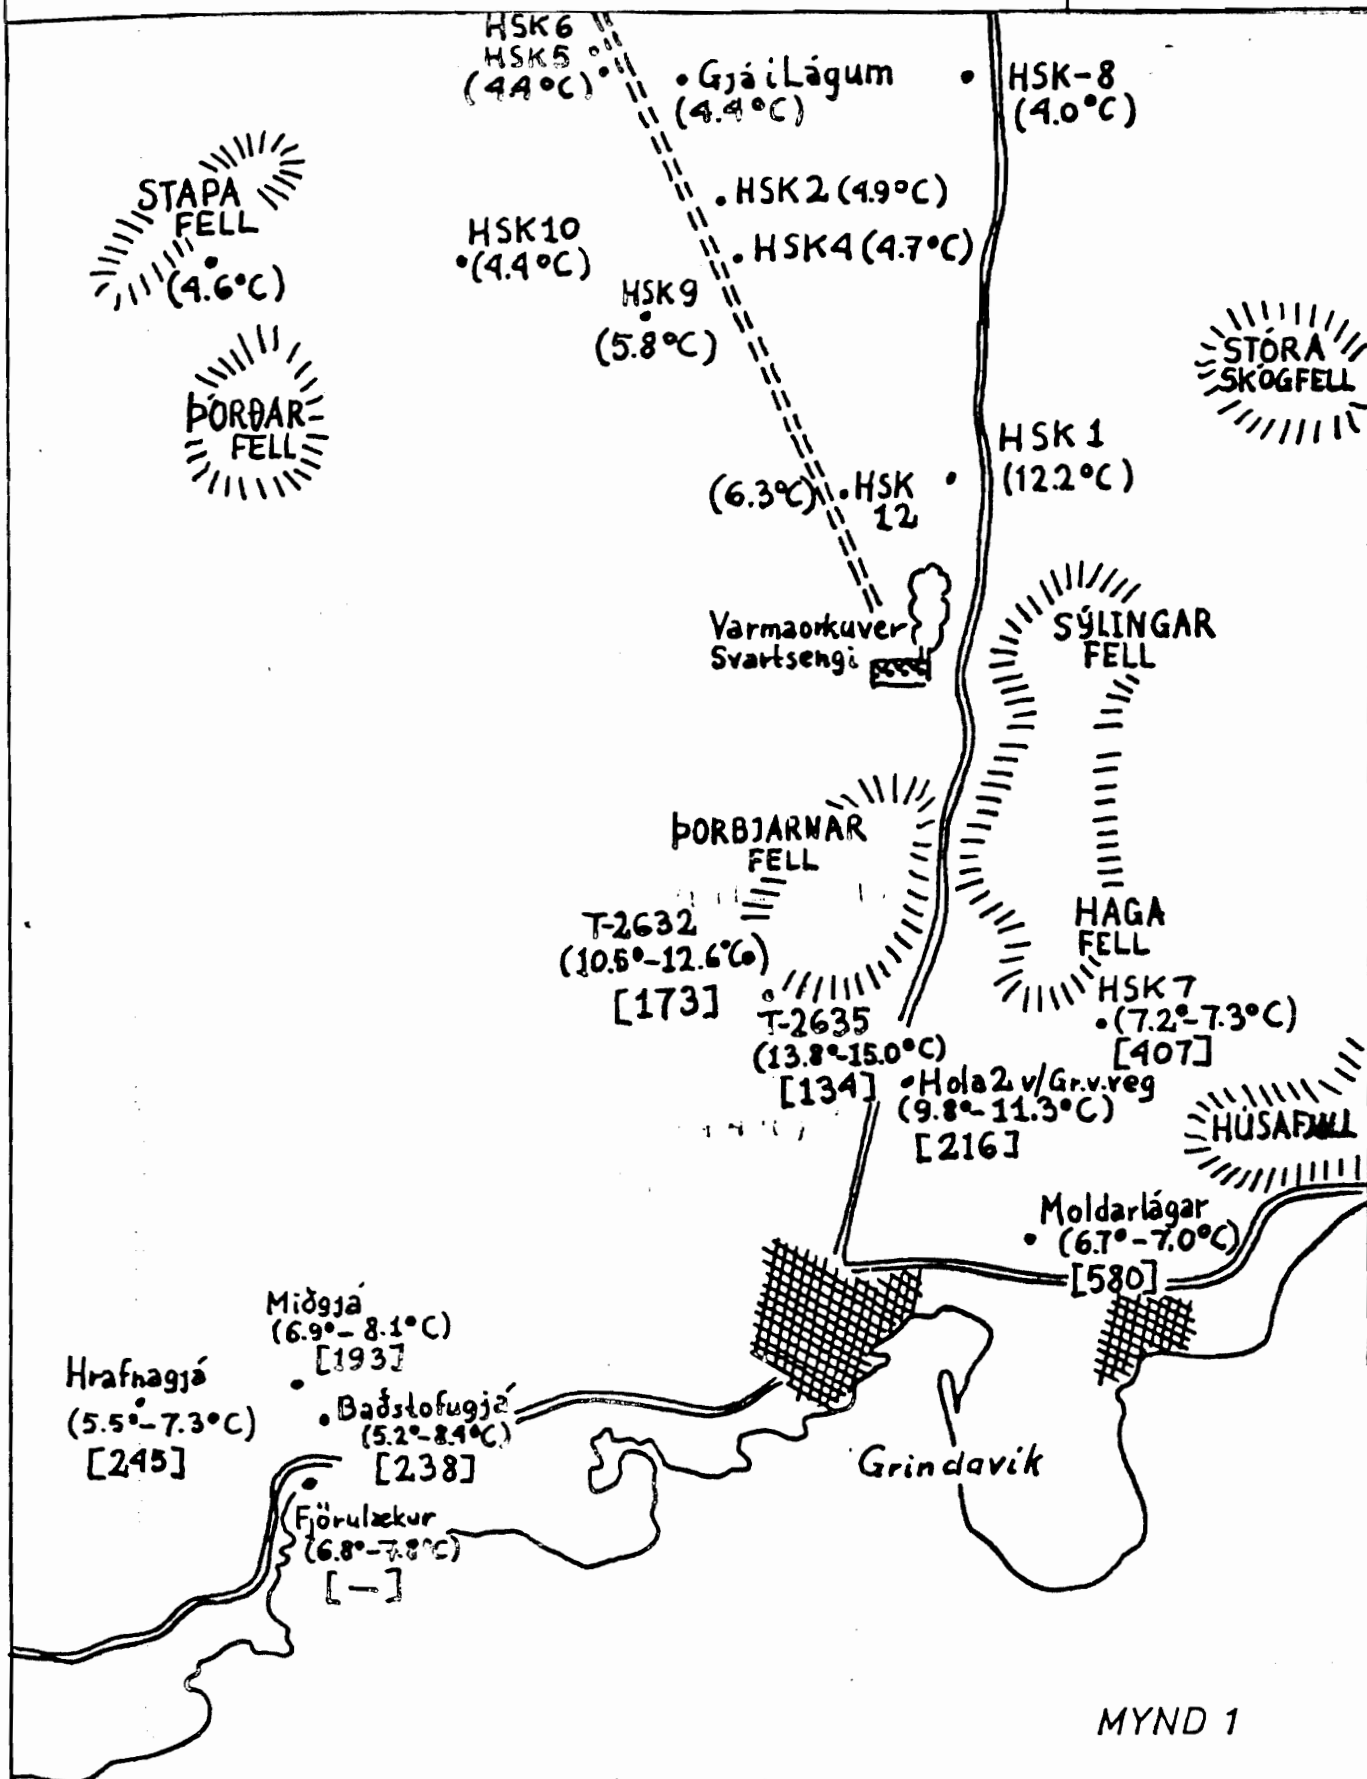 HSK6
HSK5
(4.4°C)
Gjá í Lágum
(4.4°C)
HSK-8
(4.0°C)
STAPA
FELL
(4.6°C)
HSK2 (4.9°C)
HSK10
(4.4°C)
HSK4 (4.7°C)
HSK9
(5.8°C)
STÓRA
SKÓGFELL
ÞÓRÐAR-
FELL
HSK1
(12.2°C)
(6.3°C)
HSK
12
Varmaorkuver
Svartsengi
SÝLINGAR
FELL
ÞORBJARNAR
FELL
HAGA
FELL
T-2632
(10.5°-12.6°C)
[173]
HSK7
(7.2°-7.3°C)
[407]
T-2635
(13.8°-15.0°C)
[134]
Hola 2 v/Gr.v.veg
(9.8°-11.3°C)
[216]
HÚSAFJALL
Moldarlágar
(6.7°-7.0°C)
[580]
Miðgjá
(6.9°-8.1°C)
[193]
Hrafnagjá
(5.5°-7.3°C)
[245]
Baðstofugjá
(5.2°-8.4°C)
[238]
Grindavík
Fjörulækur
(6.8°-7.8°C)
[—]
MYND 1